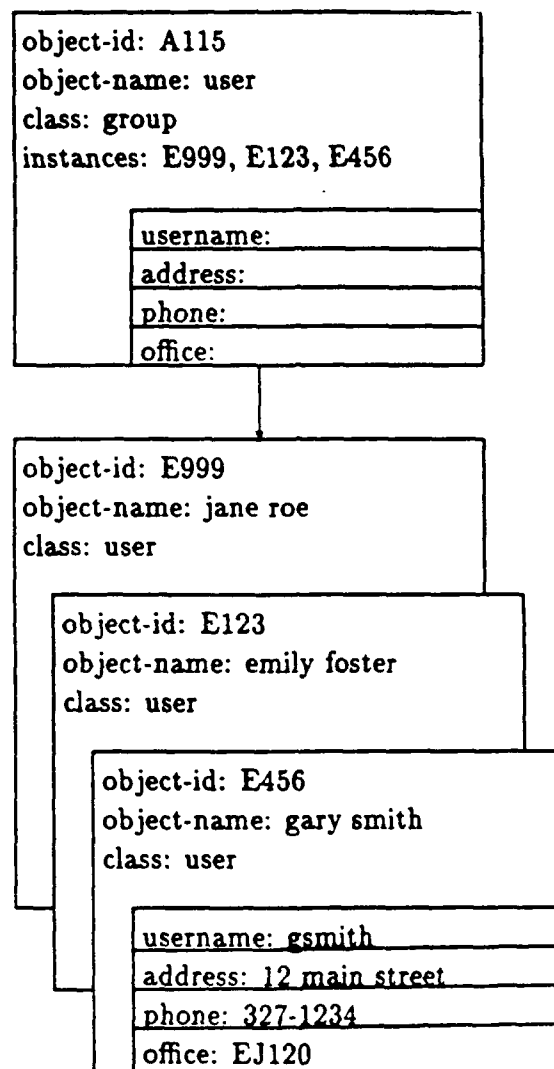 object-id: A115
object-name: user
class: group
instances: E999, E123, E456
username:
address:
phone:
office:
object-id: E999
object-name: jane roe
class: user
object-id: E123
object-name: emily foster
class: user
object-id: E456
object-name: gary smith
class: user
username: gsmith
address: 12 main street
phone: 327-1234
office: EJ120